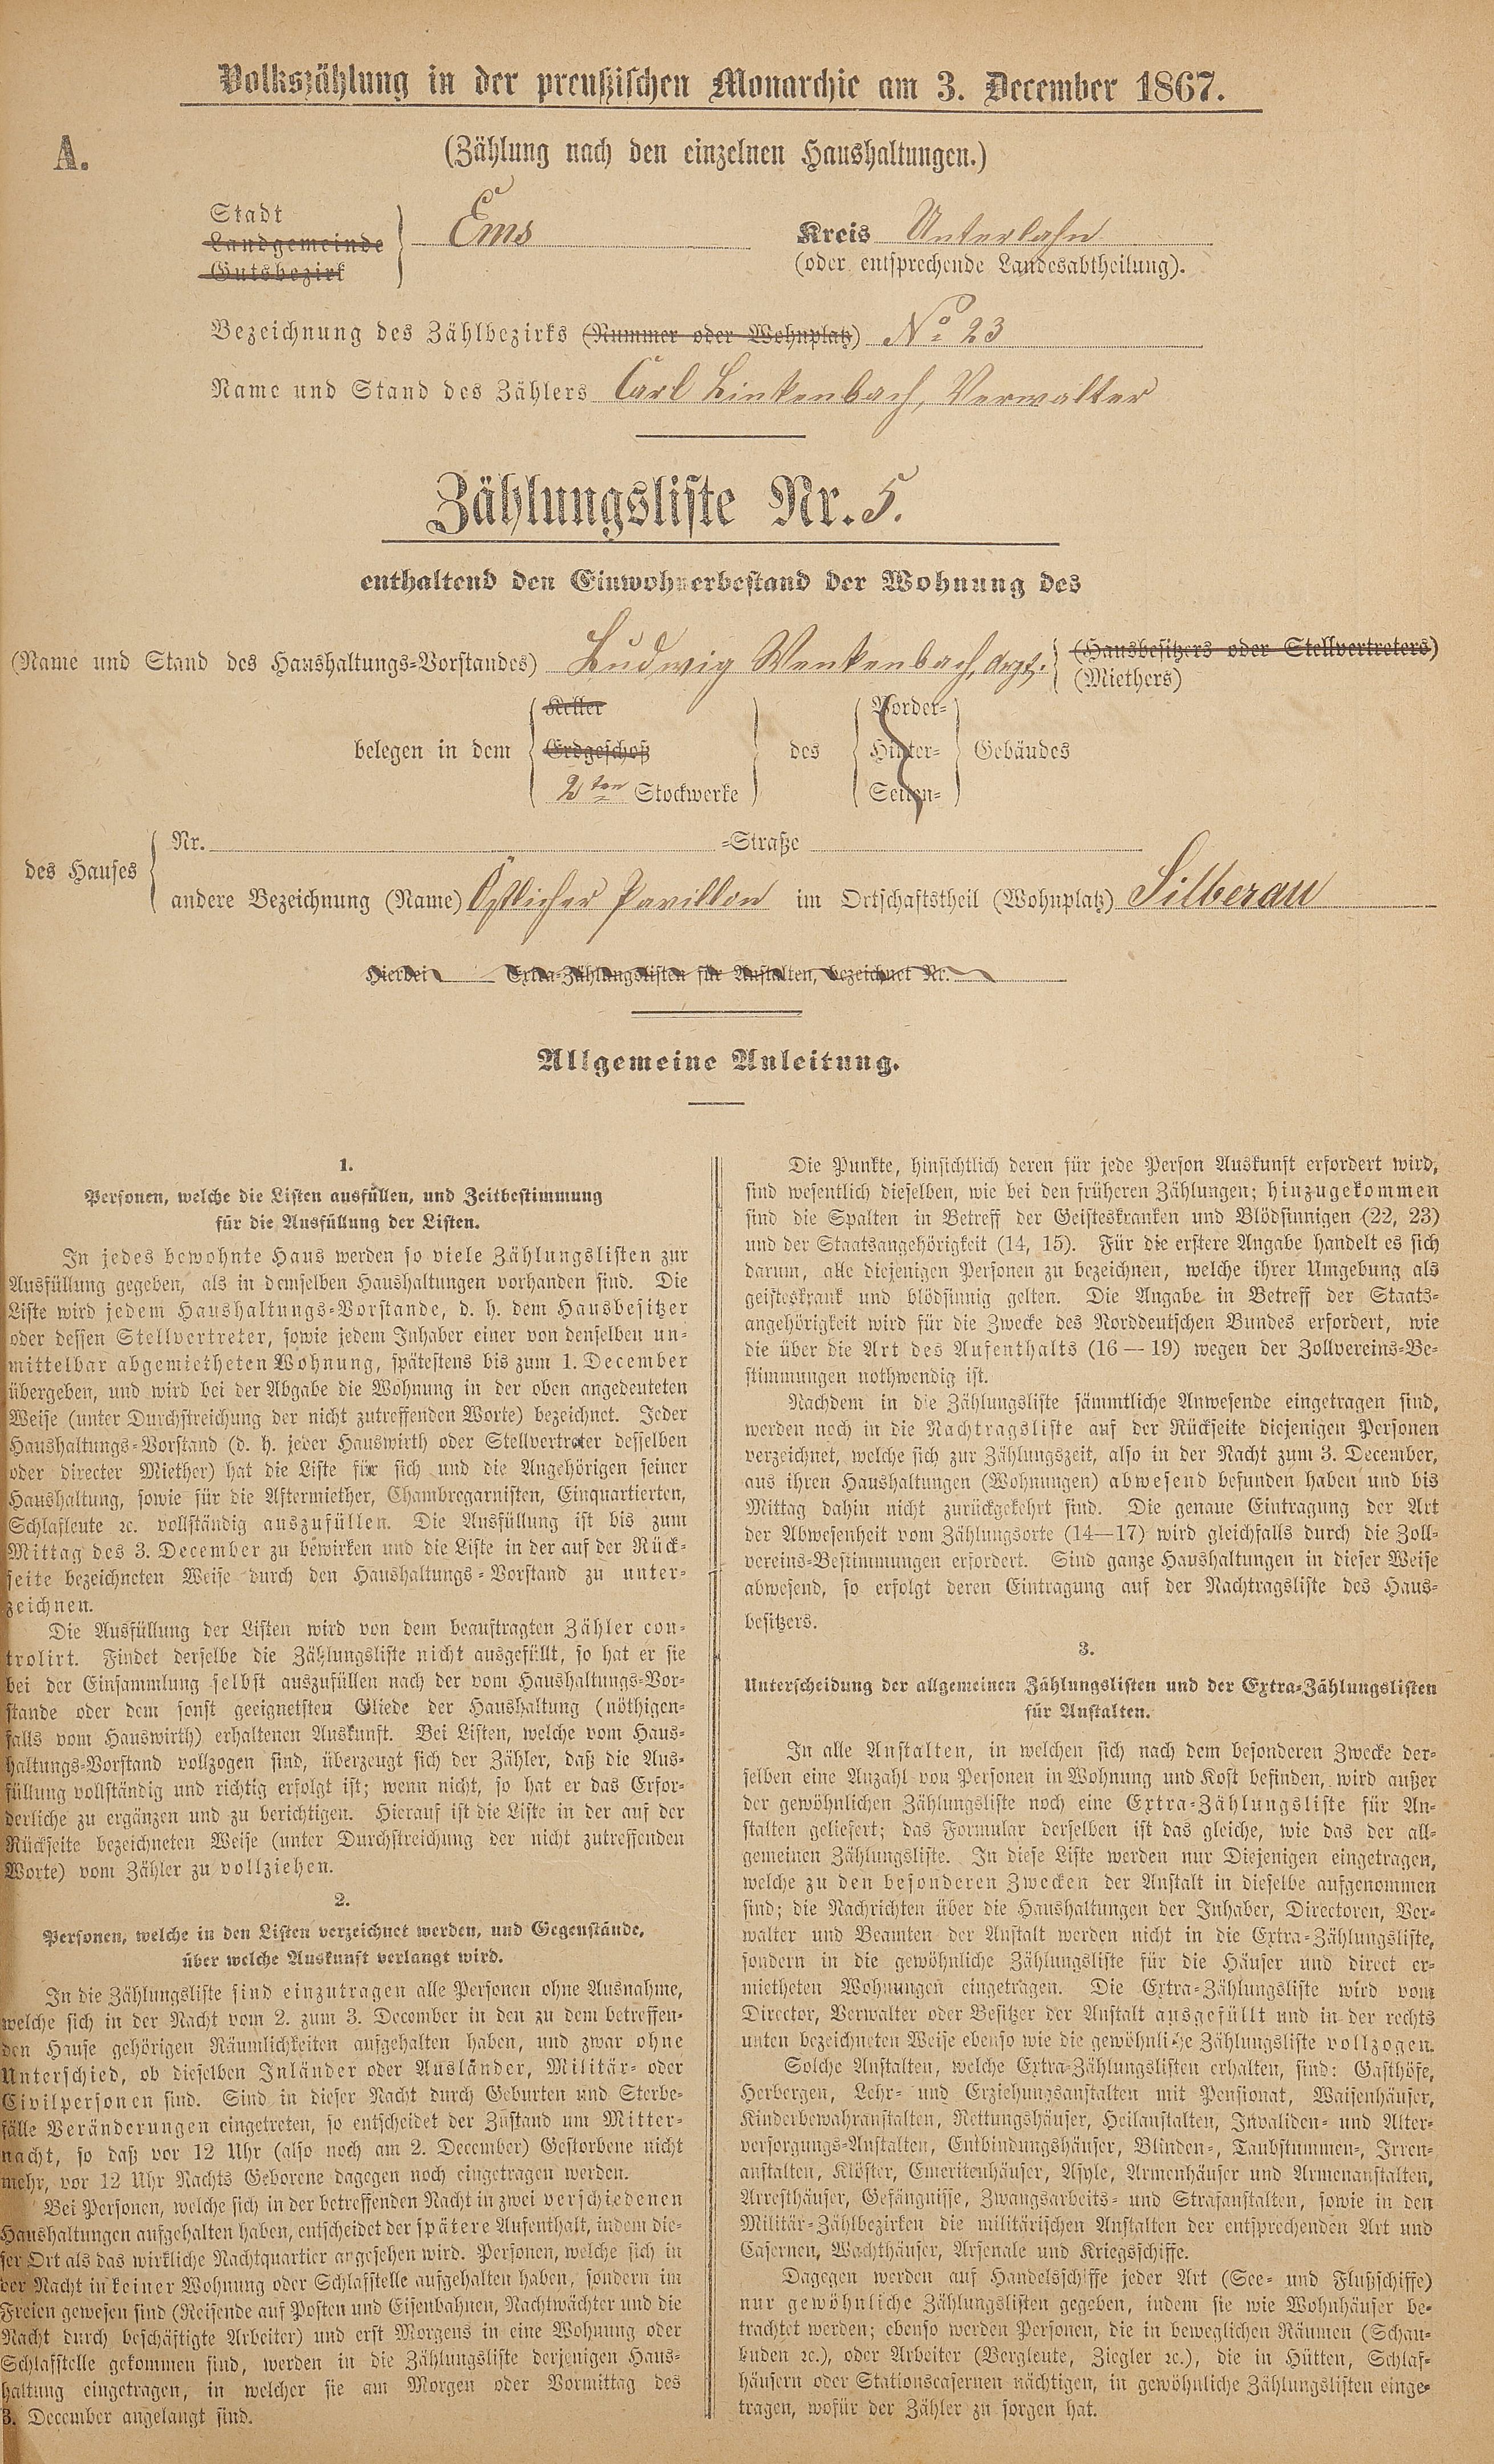 Volkszählung in der preußischen Monarchie am 3. December 1867.
A.
(Zählung nach den einzelnen Haushaltungen.)
Stadt
Landgemeinde
Gutsbezirk
Ems
Kreis Unterlahn
(oder entsprechende Landesabtheilung).
Bezeichnung des Zählbezirks (Nummer oder Wohnplatz) No. 23
Name und Stand des Zählers Carl Linkenbach, Verwalter
Zählungsliste Nr. 5.
enthaltend den Einwohnerbestand der Wohnung des
(Name und Stand des Haushaltungs-Vorstandes) Ludwig Wenkenbach, Arzt.
(Hausbesitzers oder Stellvertreters)
(Miethers)
belegen in dem
Keller
Erdgeschoß
2ten Stockwerke
des
Vorder-
Hinter-
Seiten-
Gebäudes
des Hauses
Nr. -Straße
andere Bezeichnung (Name) Östlicher Pavillon im Ortschaftstheil (Wohnplatz) Silberau
Hierbei Extra-Zählungslisten für Anstalten, bezeichnet Nr.
Allgemeine Anleitung.
1.
Personen, welche die Listen ausfüllen, und Zeitbestimmung
für die Ausfüllung der Listen.
In jedes bewohnte Haus werden so viele Zählungslisten zur
Ausfüllung gegeben, als in demselben Haushaltungen vorhanden sind. Die
Liste wird jedem Haushaltungs-Vorstande, d. h. dem Hausbesitzer
oder dessen Stellvertreter, sowie jedem Inhaber einer von denselben un-
mittelbar abgemietheten Wohnung, spätestens bis zum 1. December
übergeben, und wird bei der Abgabe die Wohnung in der oben angedeuteten
Weise (unter Durchstreichung der nicht zutreffenden Worte) bezeichnet. Jeder
Haushaltungs-Vorstand (d. h. jeder Hauswirth oder Stellvertreter desselben
oder directer Miether) hat die Liste für sich und die Angehörigen seiner
Haushaltung, sowie für die Aftermiether, Chambregarnisten, Einquartierten,
Schlafleute ꝛc. vollständig auszufüllen. Die Ausfüllung ist bis zum
Mittag des 3. December zu bewirken und die Liste in der auf der Rück-
seite bezeichneten Weise durch den Haushaltungs-Vorstand zu unter-
zeichnen.
Die Ausfüllung der Listen wird von dem beauftragten Zähler con-
trolirt. Findet derselbe die Zählungsliste nicht ausgefüllt, so hat er sie
bei der Einsammlung selbst auszufüllen nach der vom Haushaltungs-Vor-
stande oder dem sonst geeignetsten Gliede der Haushaltung (nöthigen-
falls vom Hauswirth) erhaltenen Auskunft. Bei Listen, welche vom Haus-
haltungs-Vorstand vollzogen sind, überzeugt sich der Zähler, daß die Aus-
füllung vollständig und richtig erfolgt ist; wenn nicht, so hat er das Erfor-
derliche zu ergänzen und zu berichtigen. Hierauf ist die Liste in der auf der
Rückseite bezeichneten Weise (unter Durchstreichung der nicht zutreffenden
Worte) vom Zähler zu vollziehen.
2.
Personen, welche in den Listen verzeichnet werden, und Gegenstände,
über welche Auskunft verlangt wird.
In die Zählungsliste sind einzutragen alle Personen ohne Ausnahme,
welche sich in der Nacht vom 2. zum 3. December in den zu dem betreffen-
den Hause gehörigen Räumlichkeiten aufgehalten haben, und zwar ohne
Unterschied, ob dieselben Inländer oder Ausländer, Militär- oder
Civilpersonen sind. Sind in dieser Nacht durch Geburten und Sterbe-
fälle Veränderungen eingetreten, so entscheidet der Zustand um Mitter-
nacht, so daß vor 12 Uhr (also noch am 2. December) Gestorbene nicht
mehr, vor 12 Uhr Nachts Geborene dagegen noch eingetragen werden.
Bei Personen, welche sich in der betreffenden Nacht in zwei verschiedenen
Haushaltungen aufgehalten haben, entscheidet der spätere Aufenthalt, indem die-
ser Ort als das wirkliche Nachtquartier angesehen wird. Personen, welche sich in
der Nacht in keiner Wohnung oder Schlafstelle aufgehalten haben, sondern im
Freien gewesen sind (Reisende auf Posten und Eisenbahnen, Nachtwächter und die
Nacht durch beschäftigte Arbeiter) und erst Morgens in eine Wohnung oder
Schlafstelle gekommen sind, werden in die Zählungsliste derjenigen Haus-
haltung eingetragen, in welcher sie am Morgen oder Vormittag des
3. December angelangt sind.
Die Punkte, hinsichtlich deren für jede Person Auskunft erfordert wird,
sind wesentlich dieselben, wie bei den früheren Zählungen; hinzugekommen
sind die Spalten in Betreff der Geisteskranken und Blödsinnigen (22, 23)
und der Staatsangehörigkeit (14, 15). Für die erstere Angabe handelt es sich
darum, alle diejenigen Personen zu bezeichnen, welche ihrer Umgebung als
geisteskrank und blödsinnig gelten. Die Angabe in Betreff der Staats-
angehörigkeit wird für die Zwecke des Norddeutschen Bundes erfordert, wie
die über die Art des Aufenthalts (16—19) wegen der Zollvereins-Be-
stimmungen nothwendig ist.
Nachdem in die Zählungsliste sämmtliche Anwesende eingetragen sind,
werden noch in die Nachtragsliste auf der Rückseite diejenigen Personen
verzeichnet, welche sich zur Zählungszeit, also in der Nacht zum 3. December,
aus ihren Haushaltungen (Wohnungen) abwesend befunden haben und bis
Mittag dahin nicht zurückgekehrt sind. Die genaue Eintragung der Art
der Abwesenheit vom Zählungsorte (14—17) wird gleichfalls durch die Zoll-
vereins-Bestimmungen erfordert. Sind ganze Haushaltungen in dieser Weise
abwesend, so erfolgt deren Eintragung auf der Nachtragsliste des Haus-
besitzers.
3.
Unterscheidung der allgemeinen Zählungslisten und der Extra-Zählungslisten
für Anstalten.
In alle Anstalten, in welchen sich nach dem besonderen Zwecke der-
selben eine Anzahl von Personen in Wohnung und Kost befinden, wird außer
der gewöhnlichen Zählungsliste noch eine Extra-Zählungsliste für An-
stalten geliefert; das Formular derselben ist das gleiche, wie das der all-
gemeinen Zählungsliste. In diese Liste werden nur Diejenigen eingetragen,
welche zu den besonderen Zwecken der Anstalt in dieselbe aufgenommen
sind; die Nachrichten über die Haushaltungen der Inhaber, Directoren, Ver-
walter und Beamten der Anstalt werden nicht in die Extra-Zählungsliste,
sondern in die gewöhnliche Zählungsliste für die Häuser und direct er-
mietheten Wohnungen eingetragen. Die Extra-Zählungsliste wird vom
Director, Verwalter oder Besitzer der Anstalt ausgefüllt und in der rechts
unten bezeichneten Weise ebenso wie die gewöhnliche Zählungsliste vollzogen.
Solche Anstalten, welche Extra-Zählungslisten erhalten, sind: Gasthöfe,
Herbergen, Lehr- und Erziehungsanstalten mit Pensionat, Waisenhäuser,
Kinderbewahranstalten, Rettungshäuser, Heilanstalten, Invaliden- und Alter-
versorgungs-Anstalten, Entbindungshäuser, Blinden-, Taubstummen-, Irren-
anstalten, Klöster, Emeritenhäuser, Asyle, Armenhäuser und Armenanstalten,
Arresthäuser, Gefängnisse, Zwangsarbeits- und Strafanstalten, sowie in den
Militär-Zählbezirken die militärischen Anstalten der entsprechenden Art und
Casernen, Wachthäuser, Arsenale und Kriegsschiffe.
Dagegen werden auf Handelsschiffe jeder Art (See- und Flußschiffe)
nur gewöhnliche Zählungslisten gegeben, indem sie wie Wohnhäuser be-
trachtet werden; ebenso werden Personen, die in beweglichen Räumen (Schau-
buden ꝛc.), oder Arbeiter (Bergleute, Ziegler ꝛc.), die in Hütten, Schlaf-
häusern oder Stationscasernen nächtigen, in gewöhnliche Zählungslisten einge-
tragen, wofür der Zähler zu sorgen hat.